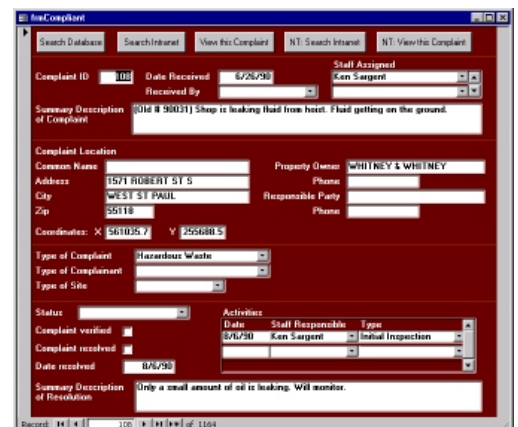 frmCompliant
Search Database Search Intranet View this Complaint NT: Search Intranet NT: View this Complaint
Staff Assigned
Complaint ID 108 Date Received 6/26/90 Ken Sargent
Received By
Summary Description of Complaint (Old # 90031) Shop is leaking fluid from hoist. Fluid getting on the ground.
Complaint Location
Common Name Property Owner WHITNEY & WHITNEY
Address 1571 ROBERT ST S Phone
City WEST ST PAUL Responsible Party
Zip 55118 Phone
Coordinates: X 561035.7 Y 255688.5
Type of Complaint Hazardous Waste
Type of Complainant
Type of Site
Status Activities
Date Staff Responsible Type
Complaint verified 8/6/90 Ken Sargent Initial Inspection
Complaint resolved
Date resolved 8/6/90
Summary Description of Resolution Only a small amount of oil is leaking. Will monitor.
Record: 108 of 1164